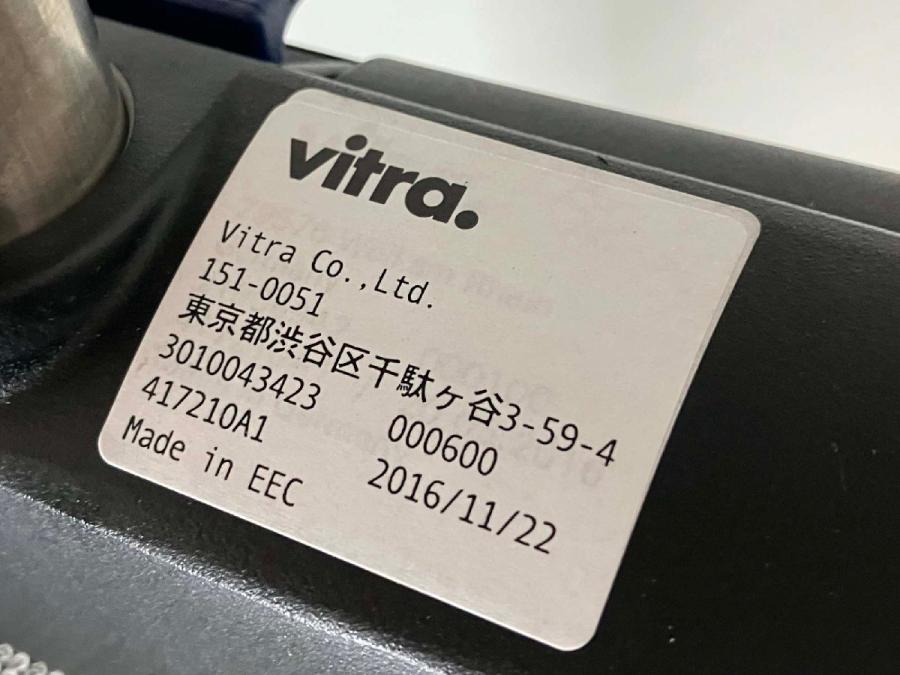 vitra.
Vitra Co.,Ltd.
151-0051
東京都渋谷区千駄ヶ谷3-59-4
3010043423 000600
417210A1 2016/11/22
Made in EEC